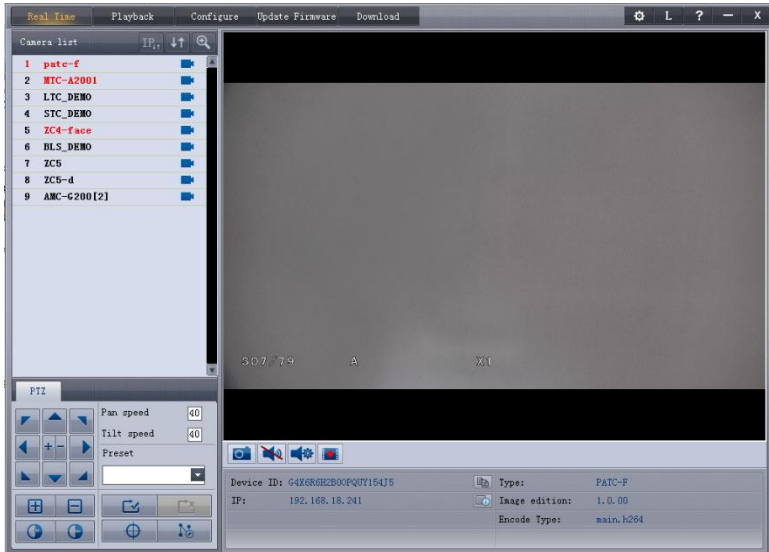 Real Time Playback Configure Update Firmware Download L ? X
Camera list IP
1 patc-f
2 MTC-A2001
3 LTC_DEMO
4 STC_DEMO
5 ZC4-face
6 BLS_DEMO
7 ZC5
8 ZC5-d
9 AMC-G200[2]
307/79 A X1
PTZ
Pan speed 40
Tilt speed 40
Preset
Device ID: G4X6R6H2B00PQUY154J5 Type: PATC-F
IP: 192.168.18.241 Image edition: 1.0.00
Encode Type: main.h264